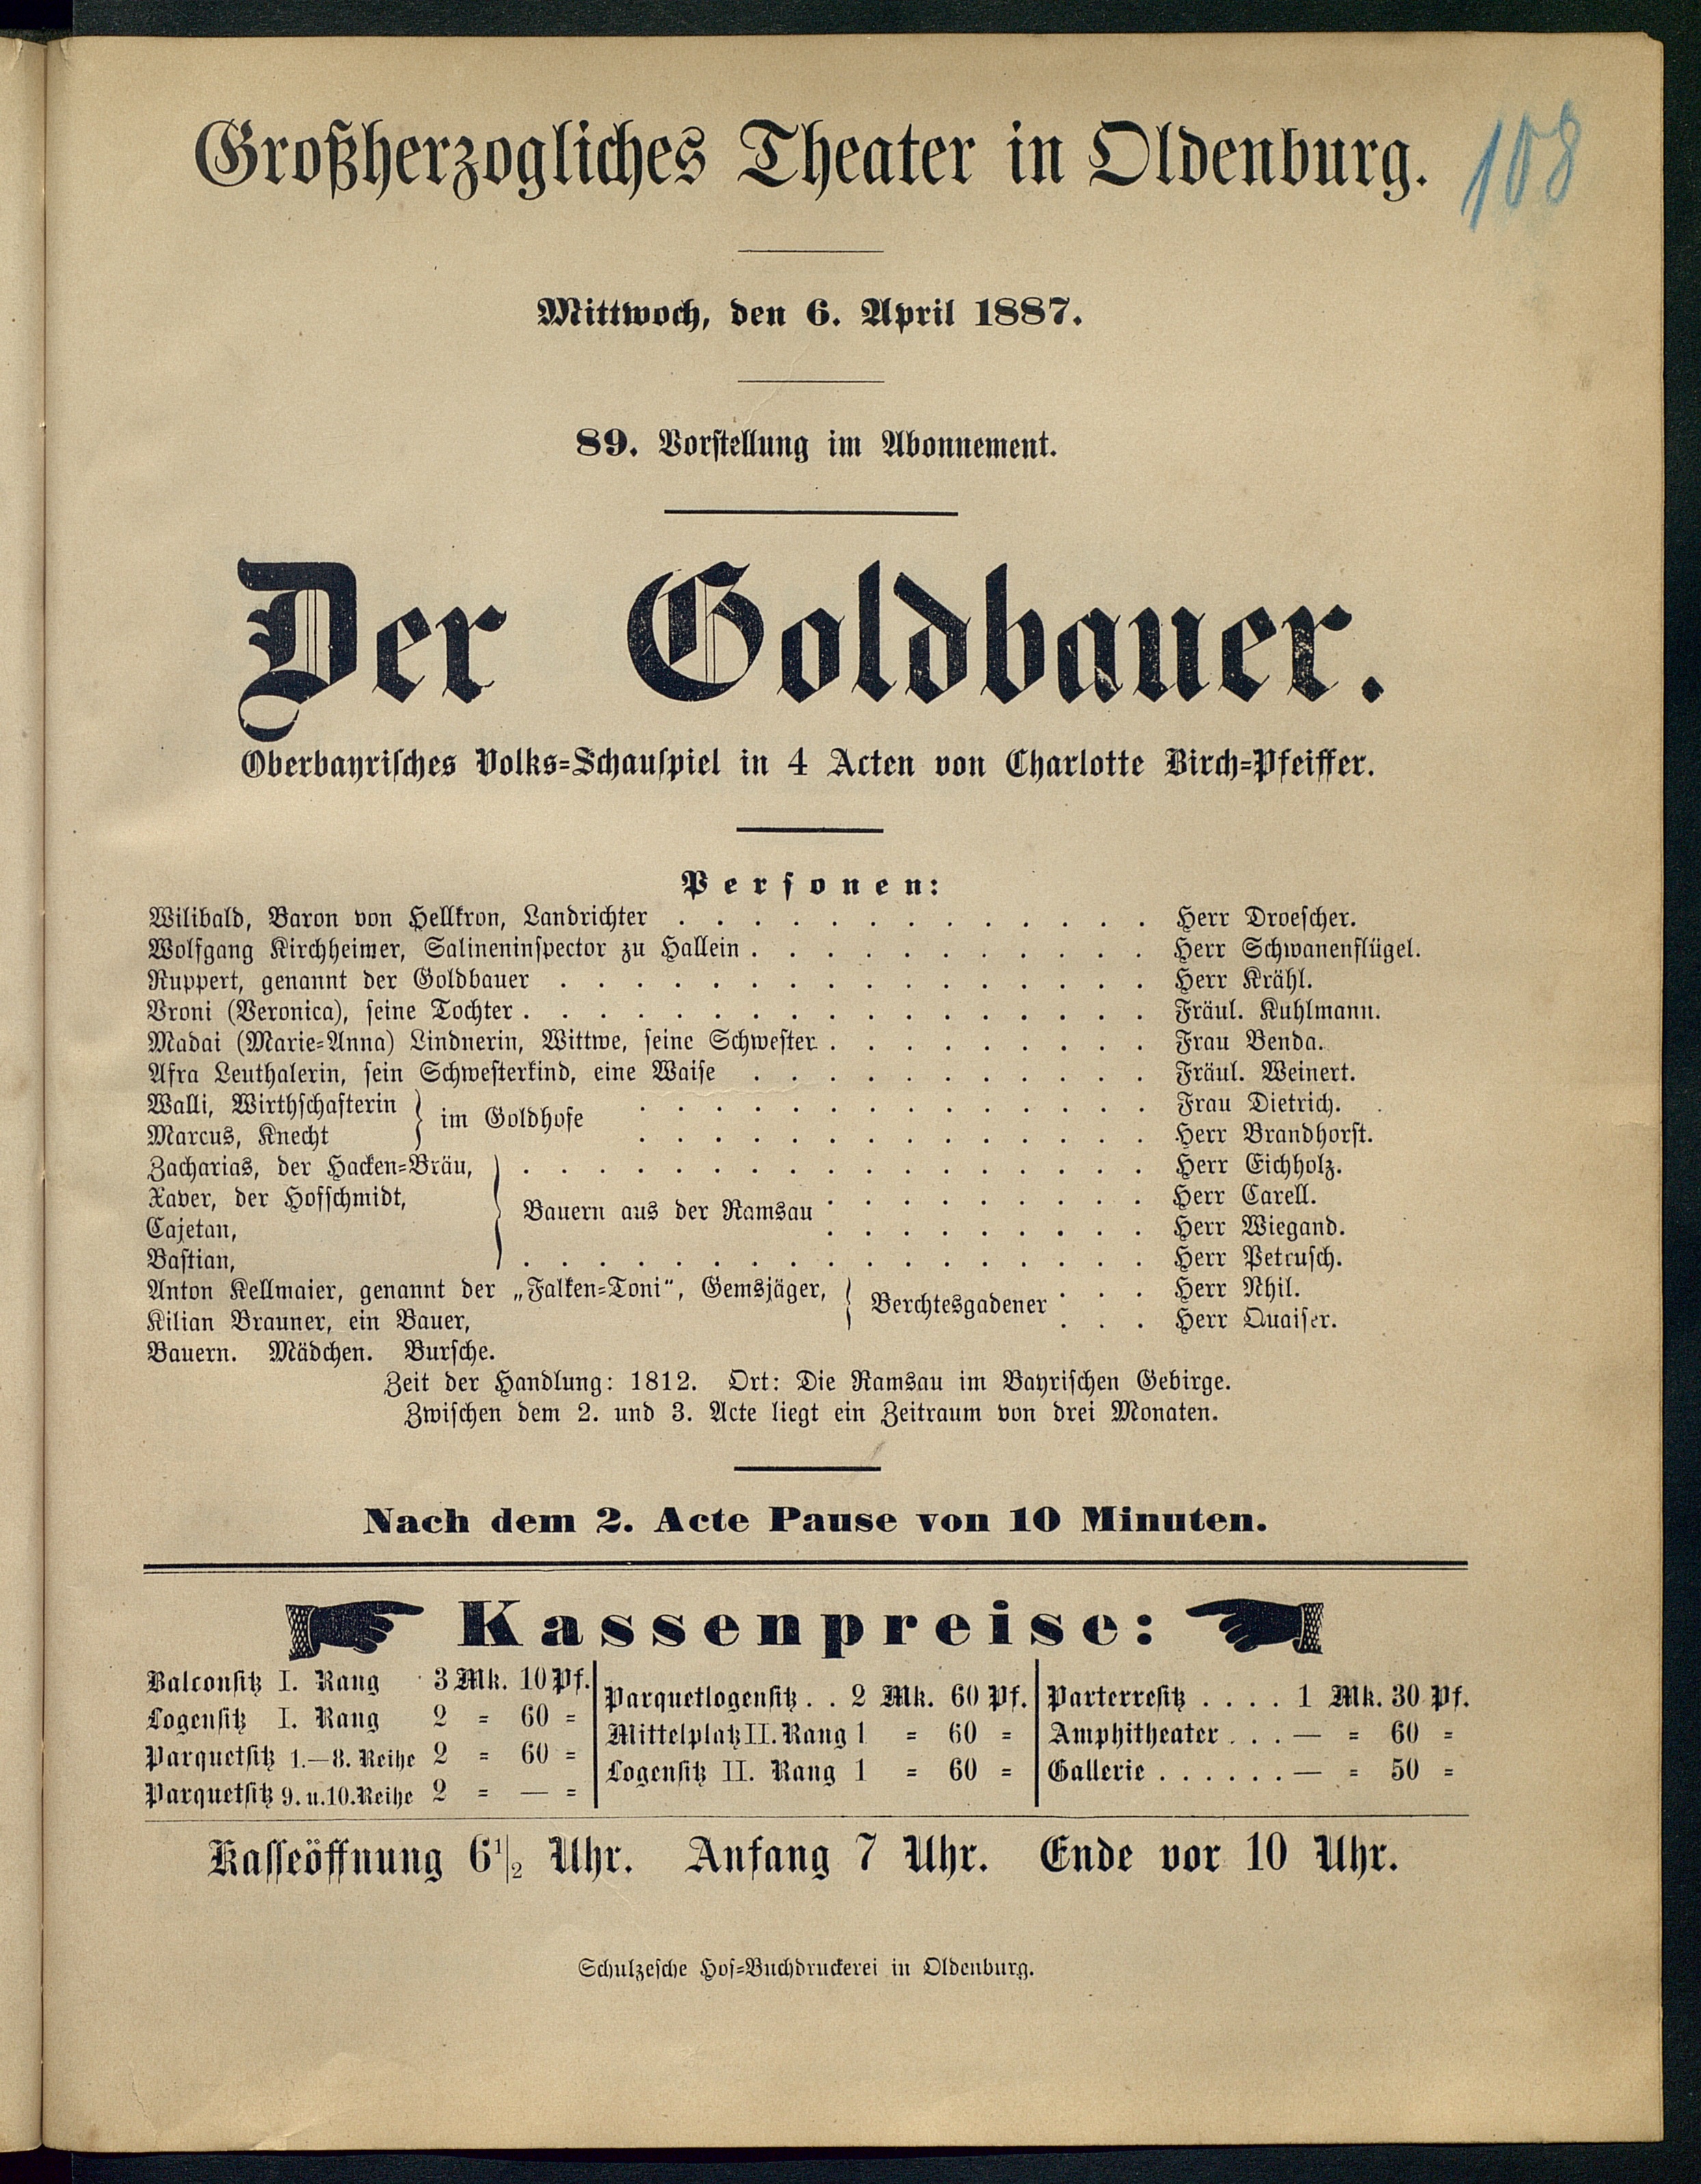 Großherzogliches Theater in Oldenburg.
108
Mittwoch, den 6. April 1887.
89. Vorstellung im Abonnement.
Der Goldbauer.
Oberbayrisches Volks=Schauspiel in 4 Acten von Charlotte Birch=Pfeiffer.
Personen:
Wilibald, Baron von Hellkron, Landrichter . . . . . . . . . . . . . Herr Droescher.
Wolfgang Kirchheimer, Salineninspector zu Hallein . . . . . . . . . . . Herr Schwanenflügel.
Ruppert, genannt der Goldbauer . . . . . . . . . . . . . . . . Herr Krähl.
Vroni (Veronica), seine Tochter . . . . . . . . . . . . . . . . . Fräul. Kuhlmann.
Madai (Marie=Anna) Lindnerin, Wittwe, seine Schwester . . . . . . . . . Frau Benda.
Afra Leuthalerin, sein Schwesterkind, eine Waise . . . . . . . . . . . Fräul. Weinert.
Walli, Wirthschafterin } im Goldhofe . . . . . . . . . . . . . . Frau Dietrich.
Marcus, Knecht . . . . . . . . . . . . . . Herr Brandhorst.
Zacharias, der Hacken=Bräu, } . . . . . . . . . . . . . . . . . Herr Eichholz.
Xaver, der Hofschmidt, Bauern aus der Ramsau . . . . . . . . . Herr Carell.
Cajetan, . . . . . . . . . Herr Wiegand.
Bastian, . . . . . . . . . . . . . . . . . Herr Petrusch.
Anton Kellmaier, genannt der „Falken=Toni“, Gemsjäger, } Berchtesgadener . . . Herr Nhil.
Kilian Brauner, ein Bauer, . . . Herr Quaiser.
Bauern. Mädchen. Bursche.
Zeit der Handlung: 1812. Ort: Die Ramsau im Bayrischen Gebirge.
Zwischen dem 2. und 3. Acte liegt ein Zeitraum von drei Monaten.
Nach dem 2. Acte Pause von 10 Minuten.
Kassenpreise:
Balconsitz I. Rang 3 Mk. 10 Pf.
Logensitz I. Rang 2 = 60 =
Parquetsitz 1.—8. Reihe 2 = 60 =
Parquetsitz 9. u. 10. Reihe 2 = — =
Parquetlogensitz . . 2 Mk. 60 Pf.
Mittelplatz II. Rang 1 = 60 =
Logensitz II. Rang 1 = 60 =
Parterresitz . . . . 1 Mk. 30 Pf.
Amphitheater . . . — = 60 =
Gallerie . . . . . . — = 50 =
Kasseöffnung 6 1/2 Uhr. Anfang 7 Uhr. Ende vor 10 Uhr.
Schulzesche Hof=Buchdruckerei in Oldenburg.